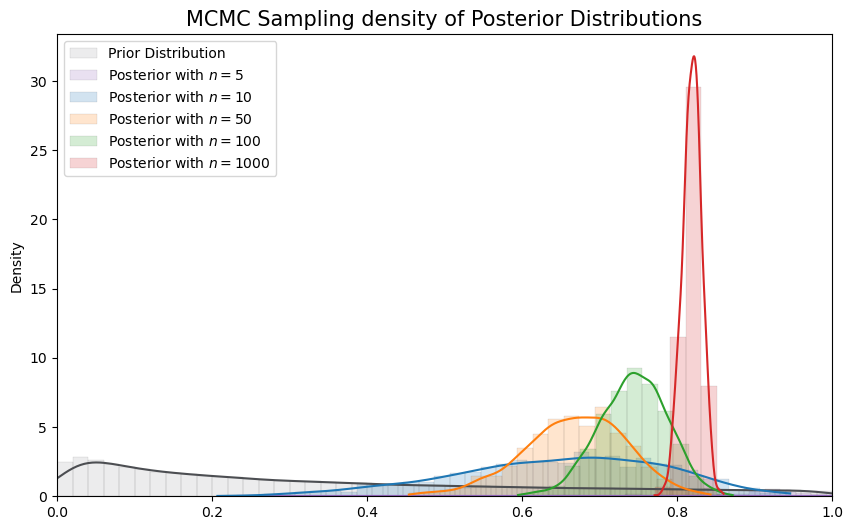 MCMC Sampling density of Posterior Distributions
Prior Distribution
Posterior with n = 5
Posterior with n = 10
Posterior with n = 50
Posterior with n = 100
Posterior with n = 1000
Density
30
25
20
15
10
5
0
0.0 0.2 0.4 0.6 0.8 1.0